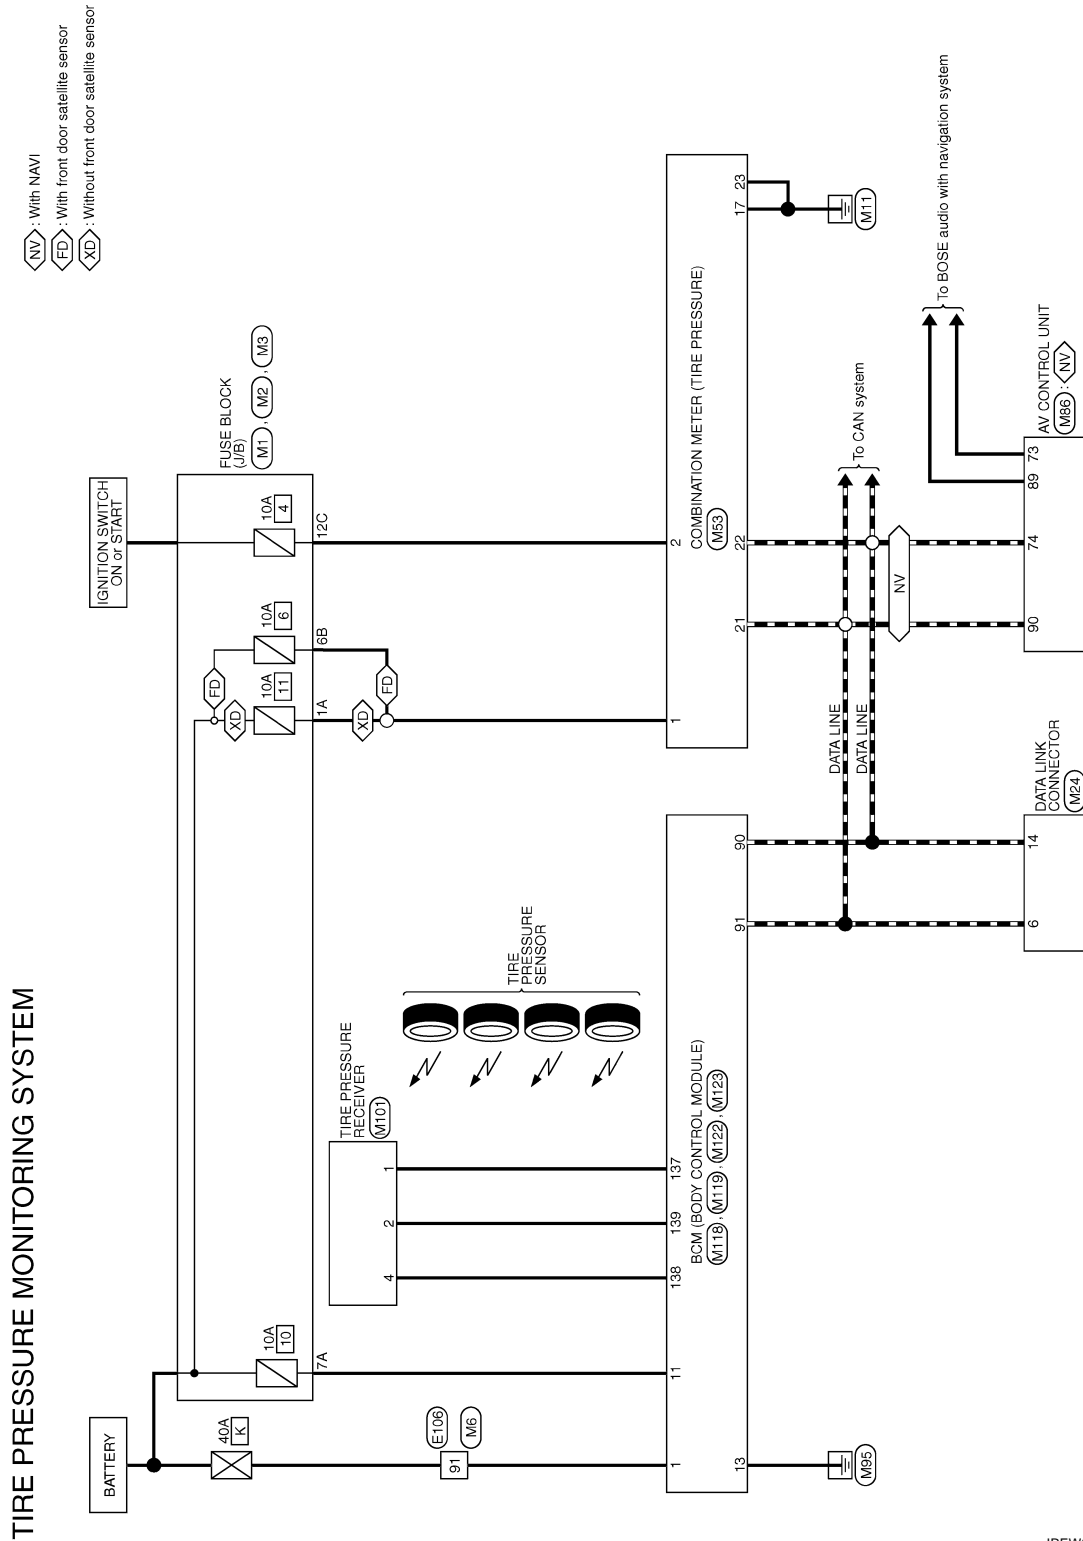 TIRE PRESSURE MONITORING SYSTEM
NV : With NAVI
FD : With front door satellite sensor
XD : Without front door satellite sensor
BATTERY
IGNITION SWITCH
ON or START
FUSE BLOCK
(J/B)
M1 , M2 , M3
40A
K
10A
10
10A
11
10A
6
10A
4
FD
XD
7A
1A
6B
12C
XD
FD
E106
91
M6
TIRE PRESSURE
RECEIVER
M101
4
2
1
TIRE
PRESSURE
SENSOR
1
11
138
139
137
1
2
BCM (BODY CONTROL MODULE)
M118 , M119 , M122 , M123
COMBINATION METER (TIRE PRESSURE)
M53
13
91
90
21
22
17
23
M95
M11
DATA LINE
DATA LINE
To CAN system
NV
To BOSE audio with navigation system
DATA LINK
CONNECTOR
M24
6
14
AV CONTROL UNIT
M86 : NV
90
74
89
73